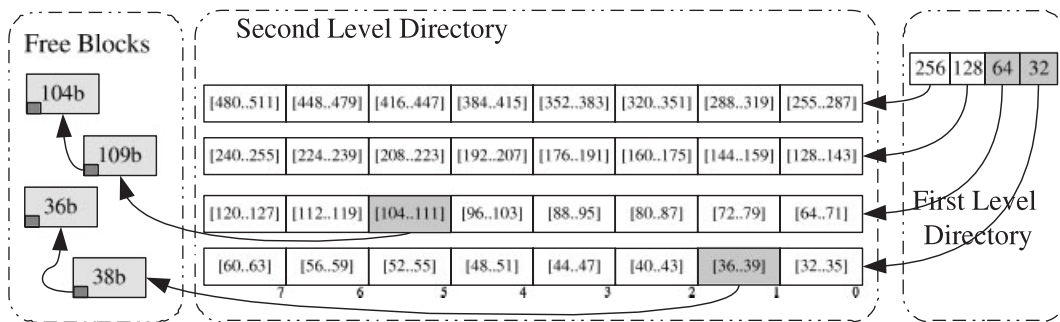 Free Blocks
104b
109b
36b
38b
Second Level Directory
[480..511] [448..479] [416..447] [384..415] [352..383] [320..351] [288..319] [255..287]
[240..255] [224..239] [208..223] [192..207] [176..191] [160..175] [144..159] [128..143]
[120..127] [112..119] [104..111] [96..103] [88..95] [80..87] [72..79] [64..71]
[60..63] [56..59] [52..55] [48..51] [44..47] [40..43] [36..39] [32..35]
7 6 5 4 3 2 1 0
256 128 64 32
First Level
Directory